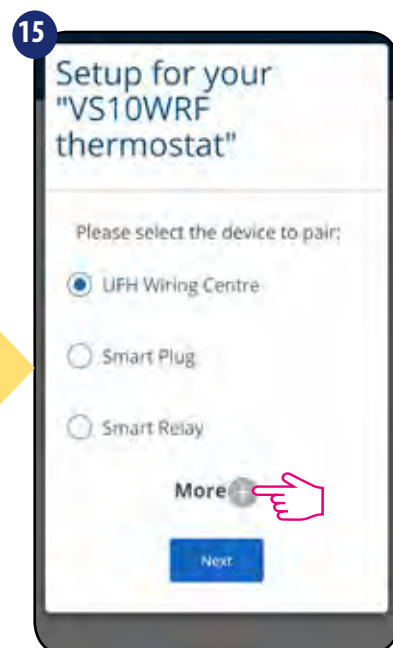 15
Setup for your
"VS10WRF
thermostat"
Please select the device to pair:
UFH Wiring Centre
Smart Plug
Smart Relay
More +
Next